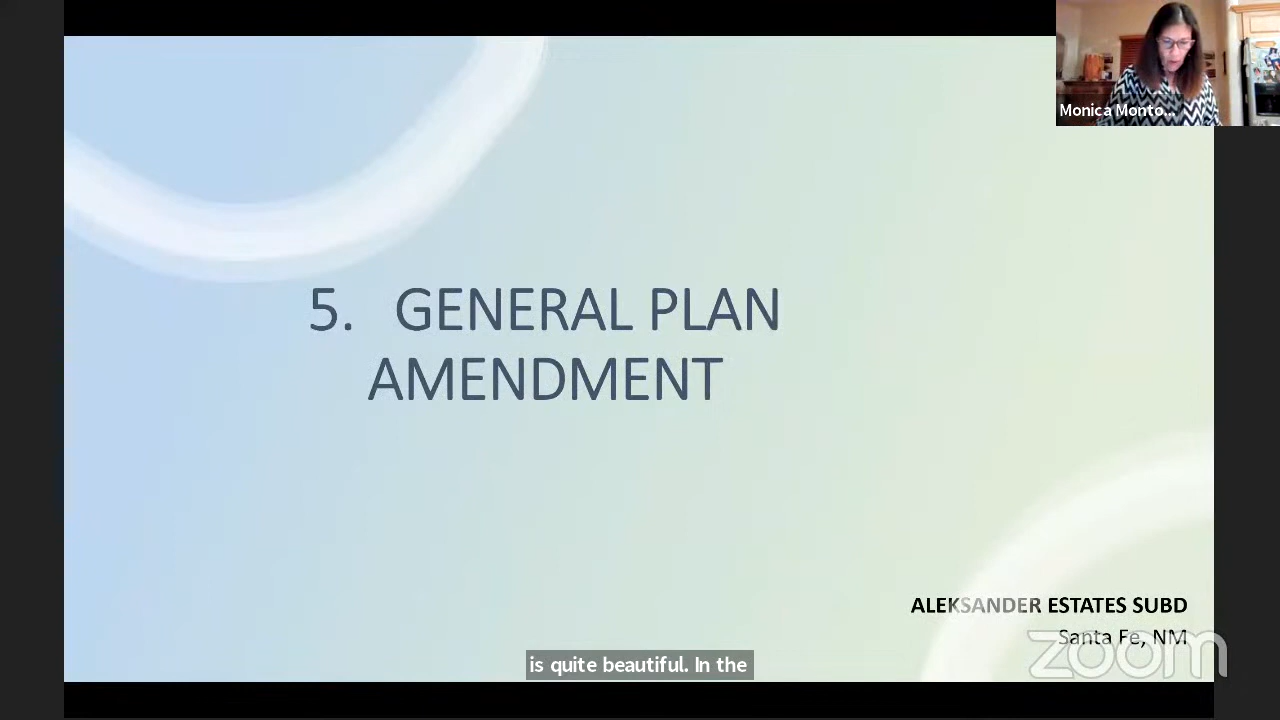 Monica Monto...
5. GENERAL PLAN
AMENDMENT
ALEKSANDER ESTATES SUBD
Santa Fe, NM
zoom
is quite beautiful. In the